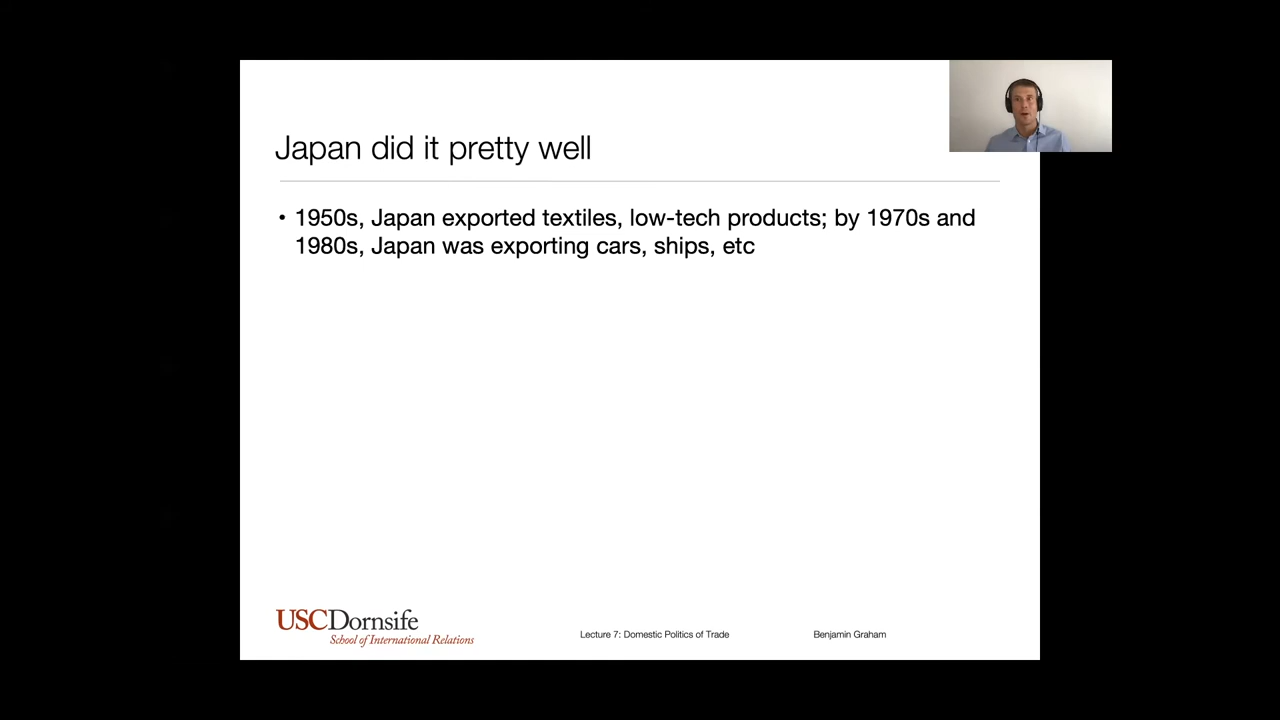 Japan did it pretty well
• 1950s, Japan exported textiles, low-tech products; by 1970s and
1980s, Japan was exporting cars, ships, etc
USCDornsife
School of International Relations
Lecture 7: Domestic Politics of Trade
Benjamin Graham